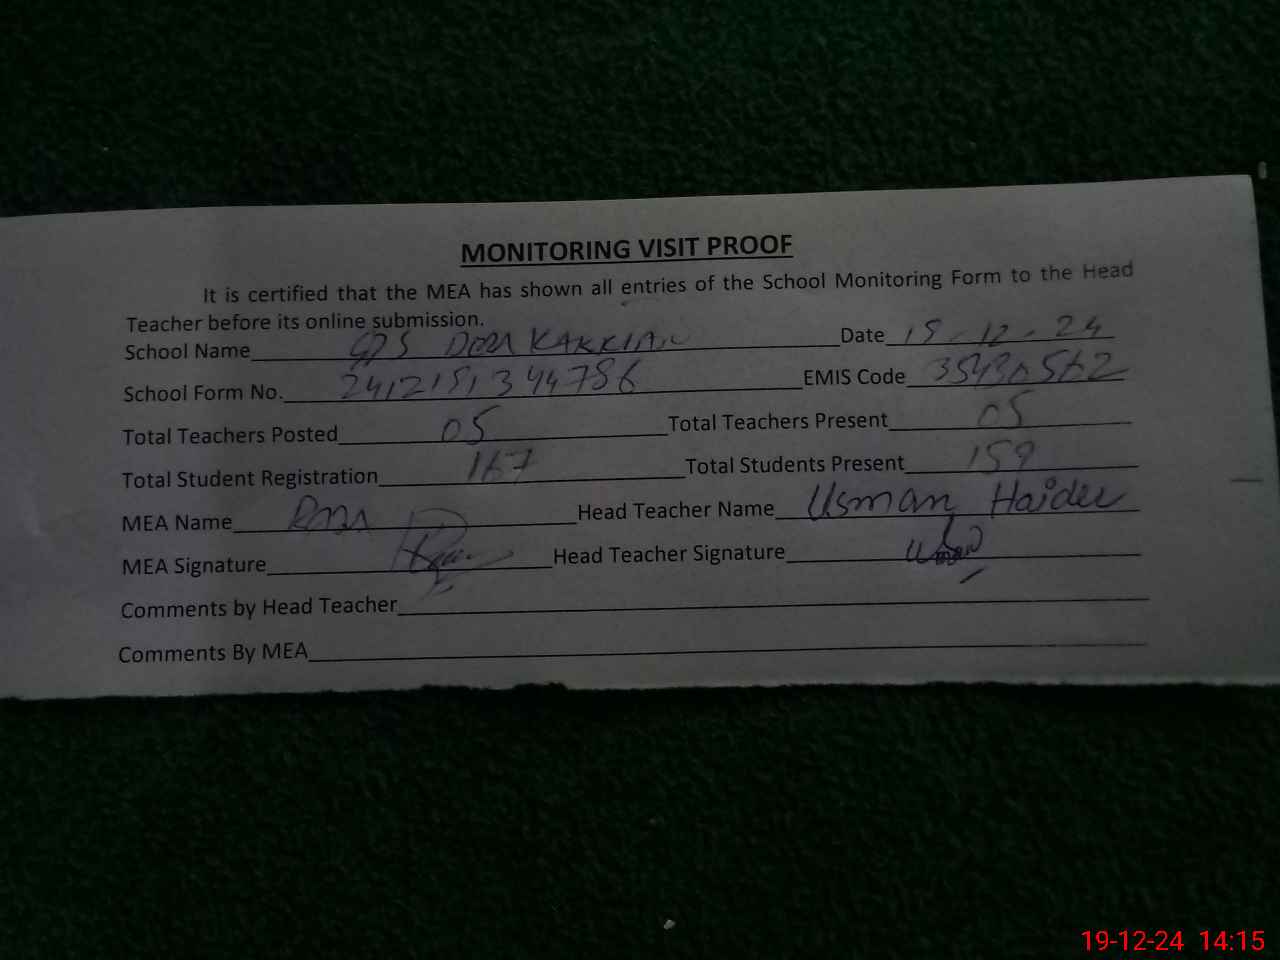 MONITORING VISIT PROOF
It is certified that the MEA has shown all entries of the School Monitoring Form to the Head
Teacher before its online submission.
School Name GPS DERA KAKKIAN Date 19-12-24
School Form No. EMIS Code
Total Teachers Posted 05 Total Teachers Present 05
Total Student Registration 167 Total Students Present 159
MEA Name Head Teacher Name Usman Haider
MEA Signature Head Teacher Signature
Comments by Head Teacher
Comments By MEA
19-12-24 14:15